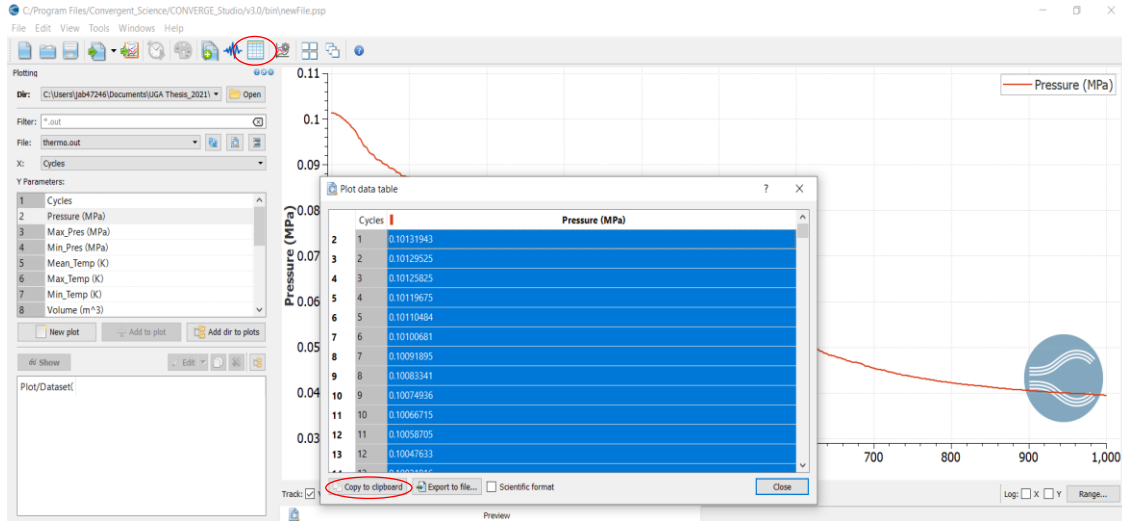 C:/Program Files/Convergent_Science/CONVERGE_Studio/v3.0/bin\newFile.psp
File Edit View Tools Windows Help
Plotting
Dir: C:\Users\jab47246\Documents\UGA Thesis_2021\ Open
Filter: *.out
File: thermo.out
X: Cycles
Y Parameters:
1 Cycles
2 Pressure (MPa)
3 Max_Pres (MPa)
4 Min_Pres (MPa)
5 Mean_Temp (K)
6 Max_Temp (K)
7 Min_Temp (K)
8 Volume (m^3)
New plot Add to plot Add dir to plots
Show Edit
Plot/Dataset(
0.11
0.1
0.09
0.08
0.07
0.06
0.05
0.04
0.03
Pressure (MPa)
Pressure (MPa)
Plot data table ? X
Cycles Pressure (MPa)
2 1 0.10131943
3 2 0.10129525
4 3 0.10125825
5 4 0.10119675
6 5 0.10110484
7 6 0.10100681
8 7 0.10091895
9 8 0.10083341
10 9 0.10074936
11 10 0.10066715
12 11 0.10058705
13 12 0.10047633
Copy to clipboard Export to file... Scientific format Close
700 800 900 1,000
Track: Log: X Y Range...
Preview